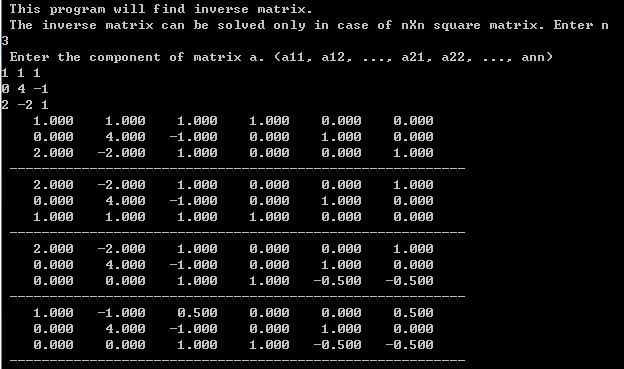 This program will find inverse matrix.
The inverse matrix can be solved only in case of nXn square matrix. Enter n
3
Enter the component of matrix a. (a11, a12, ..., a21, a22, ..., ann)
1 1 1
0 4 -1
2 -2 1
1.000 1.000 1.000 1.000 0.000 0.000
0.000 4.000 -1.000 0.000 1.000 0.000
2.000 -2.000 1.000 0.000 0.000 1.000
----------------------------------------------------------
2.000 -2.000 1.000 0.000 0.000 1.000
0.000 4.000 -1.000 0.000 1.000 0.000
1.000 1.000 1.000 1.000 0.000 0.000
----------------------------------------------------------
2.000 -2.000 1.000 0.000 0.000 1.000
0.000 4.000 -1.000 0.000 1.000 0.000
0.000 0.000 1.000 1.000 -0.500 -0.500
----------------------------------------------------------
1.000 -1.000 0.500 0.000 0.000 0.500
0.000 4.000 -1.000 0.000 1.000 0.000
0.000 0.000 1.000 1.000 -0.500 -0.500
----------------------------------------------------------